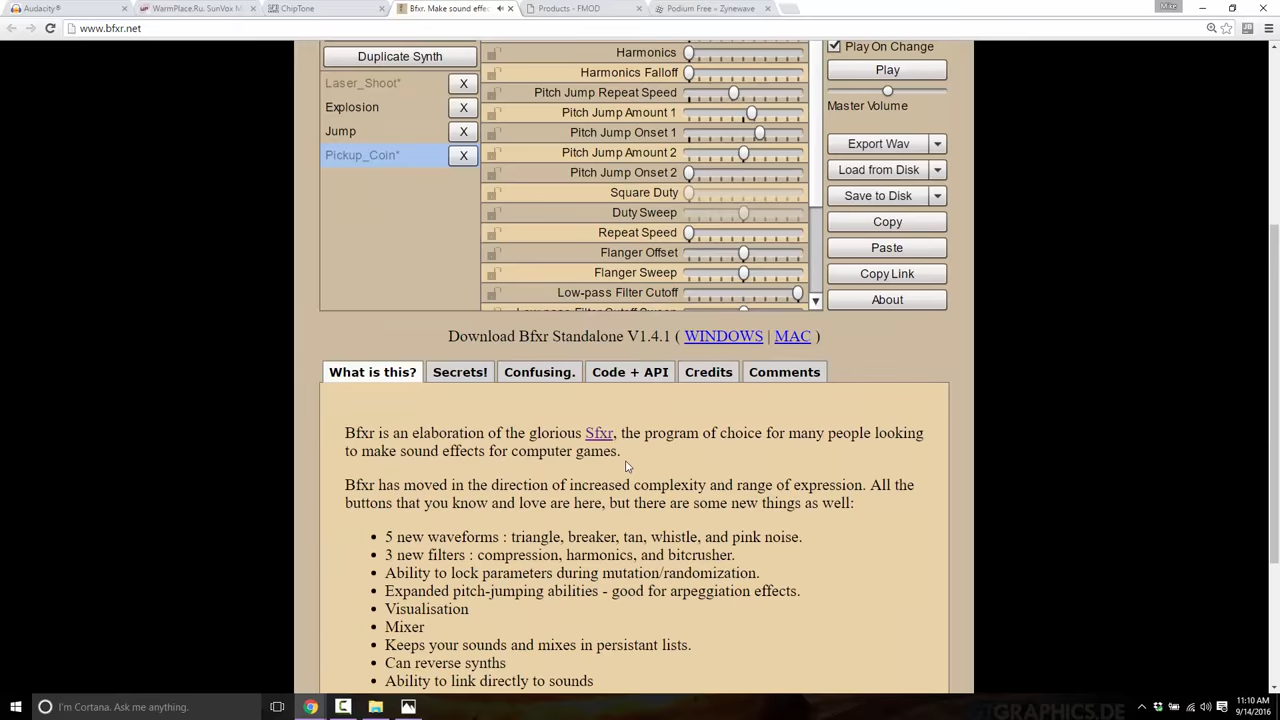 Audacity®
WarmPlace.Ru. SunVox M
ChipTone
Bfxr. Make sound effec
Products - FMOD
Podium Free « Zynewave
Mike
www.bfxr.net
Duplicate Synth
Laser_Shoot*
X
Explosion
X
Jump
X
Pickup_Coin*
X
Harmonics
Harmonics Falloff
Pitch Jump Repeat Speed
Pitch Jump Amount 1
Pitch Jump Onset 1
Pitch Jump Amount 2
Pitch Jump Onset 2
Square Duty
Duty Sweep
Repeat Speed
Flanger Offset
Flanger Sweep
Low-pass Filter Cutoff
Low-pass Filter Cutoff Sweep
Play On Change
Play
Master Volume
Export Wav
Load from Disk
Save to Disk
Copy
Paste
Copy Link
About
Download Bfxr Standalone V1.4.1 ( WINDOWS | MAC )
What is this?
Secrets!
Confusing.
Code + API
Credits
Comments
Bfxr is an elaboration of the glorious Sfxr, the program of choice for many people looking
to make sound effects for computer games.
Bfxr has moved in the direction of increased complexity and range of expression. All the
buttons that you know and love are here, but there are some new things as well:
• 5 new waveforms : triangle, breaker, tan, whistle, and pink noise.
• 3 new filters : compression, harmonics, and bitcrusher.
• Ability to lock parameters during mutation/randomization.
• Expanded pitch-jumping abilities - good for arpeggiation effects.
• Visualisation
• Mixer
• Keeps your sounds and mixes in persistant lists.
• Can reverse synths
• Ability to link directly to sounds
I'm Cortana. Ask me anything.
GRAPHICS.DE
11:10 AM
9/14/2016